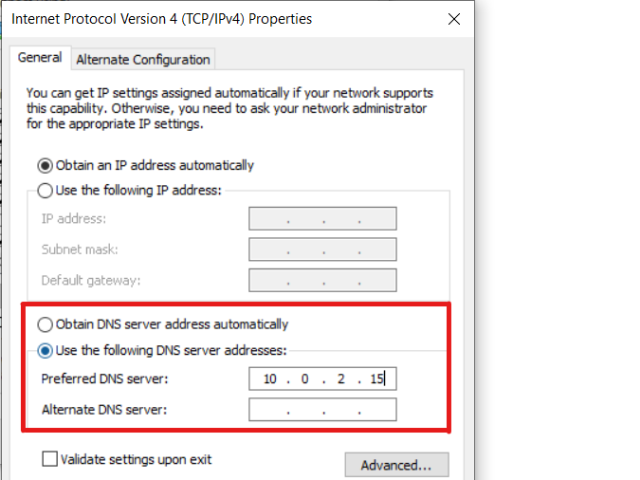 Internet Protocol Version 4 (TCP/IPv4) Properties
General
Alternate Configuration
You can get IP settings assigned automatically if your network supports
this capability. Otherwise, you need to ask your network administrator
for the appropriate IP settings.
Obtain an IP address automatically
Use the following IP address:
IP address:
Subnet mask:
Default gateway:
Obtain DNS server address automatically
Use the following DNS server addresses:
Preferred DNS server: 10 . 0 . 2 . 15
Alternate DNS server:
Validate settings upon exit
Advanced...